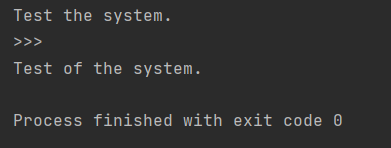 Test the system.
>>>
Test of the system.
Process finished with exit code 0